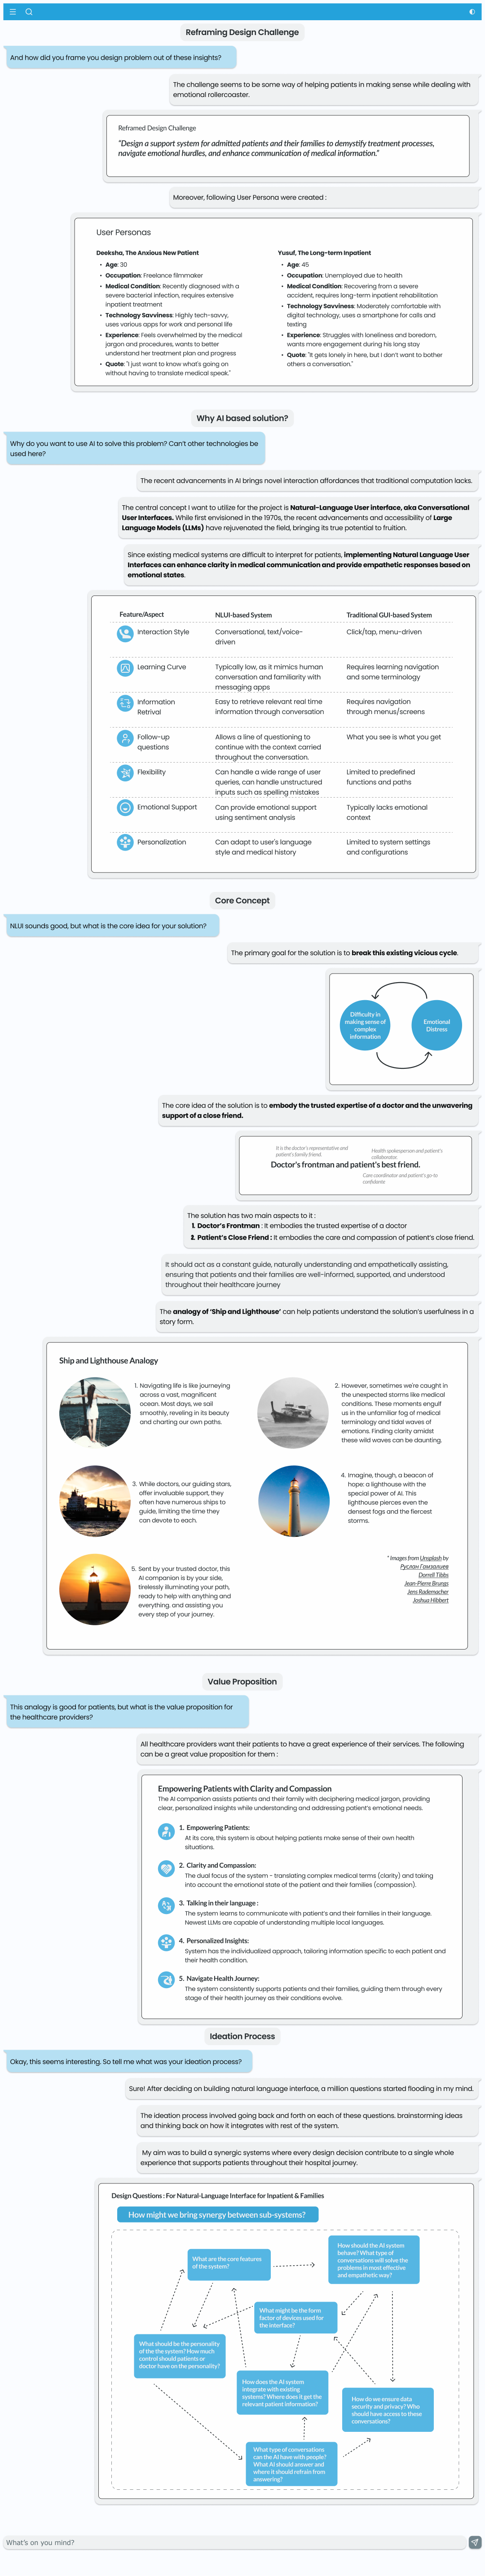 Reframing Design Challenge
And how did you frame you design problem out of these insights?
The challenge seems to be some way of helping patients in making sense while dealing with
emotional rollercoaster.
Reframed Design Challenge
"Design a support system for admitted patients and their families to demystify treatment processes,
navigate emotional hurdles, and enhance communication of medical information."
Moreover, following User Persona were created :
User Personas
Deeksha, The Anxious New Patient
• Age: 30
• Occupation: Freelance filmmaker
• Medical Condition: Recently diagnosed with a
severe bacterial infection, requires extensive
inpatient treatment
• Technology Savviness: Highly tech-savvy,
uses various apps for work and personal life
• Experience: Feels overwhelmed by the medical
jargon and procedures, wants to better
understand her treatment plan and progress
• Quote: "I just want to know what's going on
without having to translate medical speak."
Yusuf, The Long-term Inpatient
• Age: 45
• Occupation: Unemployed due to health
• Medical Condition: Recovering from a severe
accident, requires long-term inpatient rehabilitation
• Technology Savviness: Moderately comfortable with
digital technology, uses a smartphone for calls and
texting
• Experience: Struggles with loneliness and boredom,
wants more engagement during his long stay
• Quote: "It gets lonely in here, but I don't want to bother
others a conversation."
Why AI based solution?
Why do you want to use AI to solve this problem? Can't other technologies be
used here?
The recent advancements in AI brings novel interaction affordances that traditional computation lacks.
The central concept I want to utilize for the project is Natural-Language User interface, aka Conversational
User Interfaces. While first envisioned in the 1970s, the recent advancements and accessibility of Large
Language Models (LLMs) have rejuvenated the field, bringing its true potential to fruition.
Since existing medical systems are difficult to interpret for patients, implementing Natural Language User
Interfaces can enhance clarity in medical communication and provide empathetic responses based on
emotional states.
Feature/Aspect
NLUI-based System
Traditional GUI-based System
Interaction Style
Conversational, text/voice-
driven
Click/tap, menu-driven
Learning Curve
Typically low, as it mimics human
conversation and familiarity with
messaging apps
Requires learning navigation
and some terminology
Information
Retrival
Easy to retrieve relevant real time
information through conversation
Requires navigation
through menus/screens
Follow-up
questions
Allows a line of questioning to
continue with the context carried
throughout the conversation.
What you see is what you get
Flexibility
Can handle a wide range of user
queries, can handle unstructured
inputs such as spelling mistakes
Limited to predefined
functions and paths
Emotional Support
Can provide emotional support
using sentiment analysis
Typically lacks emotional
context
Personalization
Can adapt to user's language
style and medical history
Limited to system settings
and configurations
Core Concept
NLUI sounds good, but what is the core idea for your solution?
The primary goal for the solution is to break this existing vicious cycle.
Difficulty in
making sense of
complex
information
Emotional
Distress
The core idea of the solution is to embody the trusted expertise of a doctor and the unwavering
support of a close friend.
It is the doctor's representative and
patient's family friend.
Health spokesperson and patient's
collaborator.
Doctor's frontman and patient's best friend.
Care coordinator and patient's go-to
confidante
The solution has two main aspects to it :
1. Doctor's Frontman : It embodies the trusted expertise of a doctor
2. Patient's Close Friend : It embodies the care and compassion of patient's close friend.
It should act as a constant guide, naturally understanding and empathetically assisting,
ensuring that patients and their families are well-informed, supported, and understood
throughout their healthcare journey
The analogy of 'Ship and Lighthouse' can help patients understand the solution's userfulness in a
story form.
Ship and Lighthouse Analogy
1. Navigating life is like journeying
across a vast, magnificent
ocean. Most days, we sail
smoothly, reveling in its beauty
and charting our own paths.
2. However, sometimes we're caught in
the unexpected storms like medical
conditions. These moments engulf
us in the unfamiliar fog of medical
terminology and tidal waves of
emotions. Finding clarity amidst
these wild waves can be daunting.
3. While doctors, our guiding stars,
offer invaluable support, they
often have numerous ships to
guide, limiting the time they
can devote to each.
4. Imagine, though, a beacon of
hope: a lighthouse with the
special power of AI. This
lighthouse pierces even the
densest fogs and the fiercest
storms.
5. Sent by your trusted doctor, this
AI companion is by your side,
tirelessly illuminating your path,
ready to help with anything and
everything, and assisting you
every step of your journey.
* Images from Unsplash by
Руслан Гамзалиев
Dorrell Tibbs
Jean-Pierre Brungs
Jens Rademacher
Joshua Hibbert
Value Proposition
This analogy is good for patients, but what is the value proposition for
the healthcare providers?
All healthcare providers want their patients to have a great experience of their services. The following
can be a great value proposition for them :
Empowering Patients with Clarity and Compassion
The AI companion assists patients and their family with deciphering medical jargon, providing
clear, personalized insights while understanding and addressing patient's emotional needs.
1. Empowering Patients:
At its core, this system is about helping patients make sense of their own health
situations.
2. Clarity and Compassion:
The dual focus of the system - translating complex medical terms (clarity) and taking
into account the emotional state of the patient and their families (compassion).
3. Talking in their language :
The system learns to communicate with patient's and their families in their language.
Newest LLMs are capable of understanding multiple local languages.
4. Personalized Insights:
System has the individualized approach, tailoring information specific to each patient and
their health condition.
5. Navigate Health Journey:
The system consistently supports patients and their families, guiding them through every
stage of their health journey as their conditions evolve.
Ideation Process
Okay, this seems interesting. So tell me what was your ideation process?
Sure! After deciding on building natural language interface, a million questions started flooding in my mind.
The ideation process involved going back and forth on each of these questions. brainstorming ideas
and thinking back on how it integrates with rest of the system.
My aim was to build a synergic systems where every design decision contribute to a single whole
experience that supports patients throughout their hospital journey.
Design Questions : For Natural-Language Interface for Inpatient & Families
How might we bring synergy between sub-systems?
What are the core features
of the system?
How should the AI system
behave? What type of
conversations will solve the
problems in most effective
and empathetic way?
What might be the form
factor of devices used for
the interface?
What should be the personality
of the the system? How much
control should patients or
doctor have on the personality?
How does the AI system
integrate with existing
systems? Where does it get the
relevant patient information?
How do we ensure data
security and privacy? Who
should have access to these
conversations?
What type of conversations
can the AI have with people?
What AI should answer and
where it should refrain from
answering?
What's on you mind?